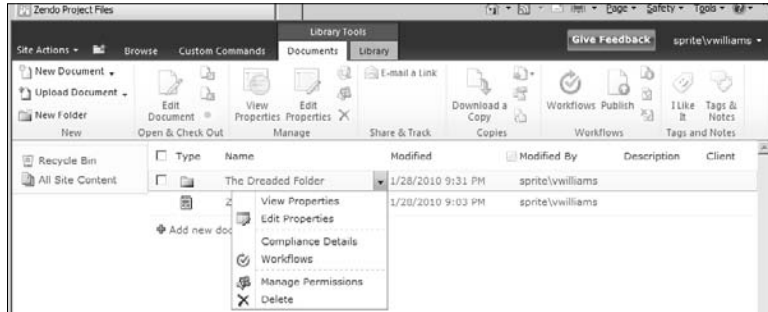 Zendo Project Files
Page Safety Tools
Library Tools
Site Actions Browse Custom Commands Documents Library Give Feedback sprite\vwilliams
New Document
Upload Document
New Folder
New
Edit Document
Open & Check Out
View Properties
Edit Properties
Manage
E-mail a Link
Share & Track
Download a Copy
Copies
Workflows
Publish
Workflows
I Like It
Tags & Notes
Tags and Notes
Recycle Bin
All Site Content
Type Name Modified Modified By Description Client
The Dreaded Folder 1/28/2010 9:31 PM sprite\vwilliams
Z 1/28/2010 9:03 PM sprite\vwilliams
Add new doc
View Properties
Edit Properties
Compliance Details
Workflows
Manage Permissions
Delete